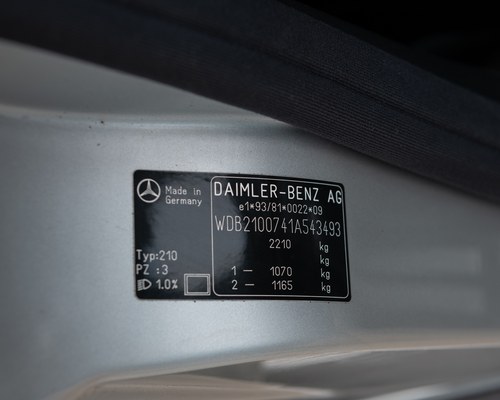 Made in
Germany
DAIMLER-BENZ AG
e1*93/81*0022*09
WDB2100741A543493
2210 kg
kg
Typ:210
PZ :3
1.0%
1 — 1070 kg
2 — 1165 kg